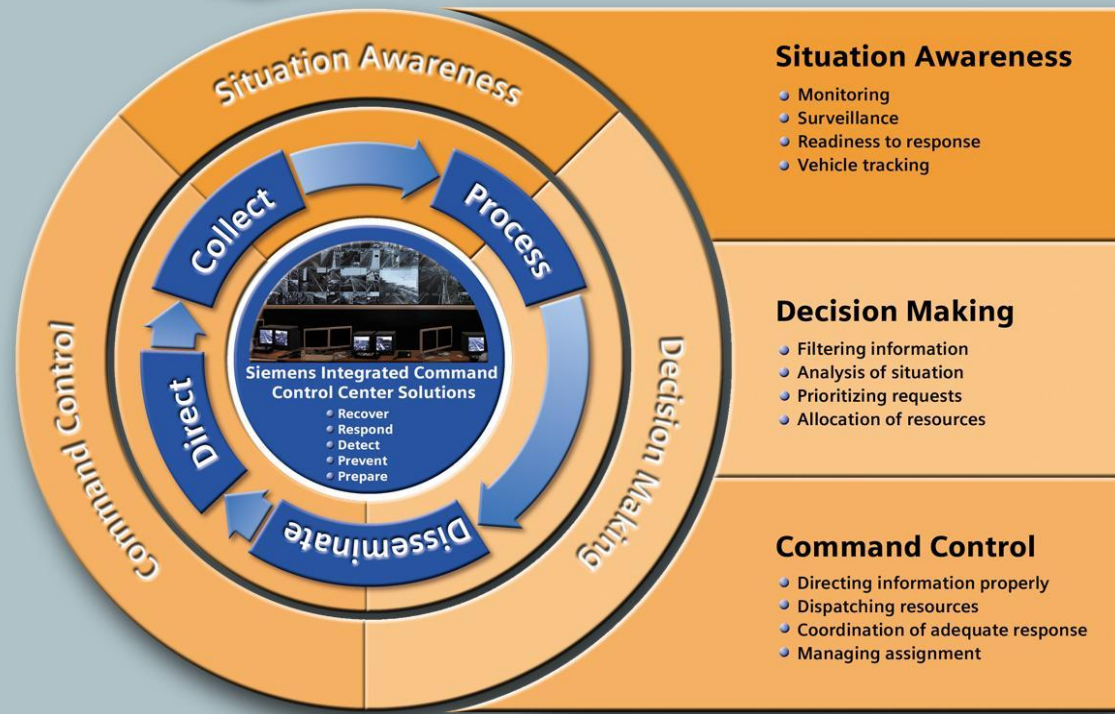 Situation Awareness
Command Control
Decision Making
Collect
Process
Disseminate
Direct
Siemens Integrated Command
Control Center Solutions
Recover
Respond
Detect
Prevent
Prepare
Situation Awareness
Monitoring
Surveillance
Readiness to response
Vehicle tracking
Decision Making
Filtering information
Analysis of situation
Prioritizing requests
Allocation of resources
Command Control
Directing information properly
Dispatching resources
Coordination of adequate response
Managing assignment